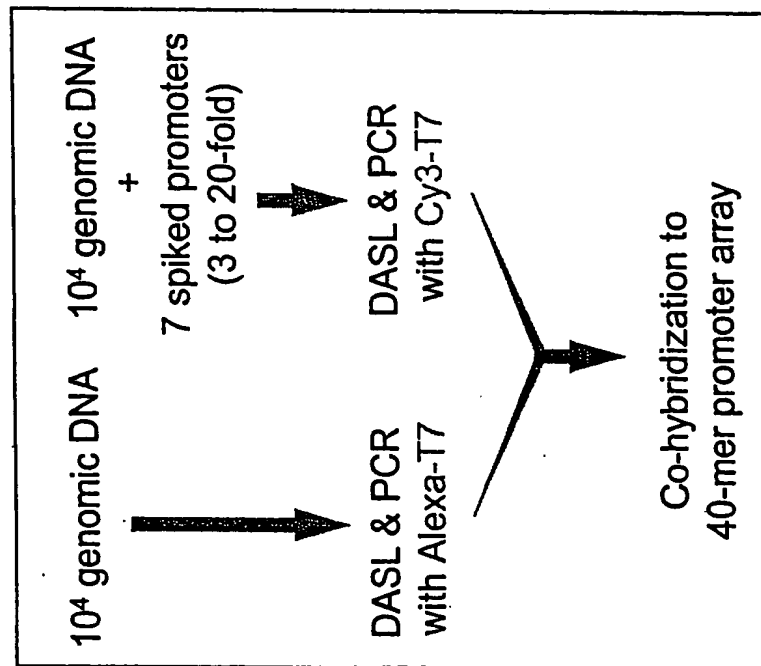 10⁴ genomic DNA
10⁴ genomic DNA
+
7 spiked promoters
(3 to 20-fold)
DASL & PCR
with Alexa-T7
DASL & PCR
with Cy3-T7
Co-hybridization to
40-mer promoter array